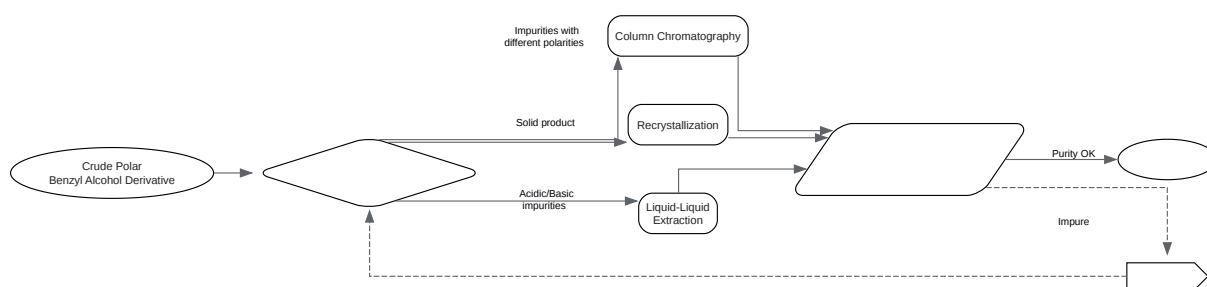 Impurities with
different polarities
Column Chromatography
Solid product
Recrystallization
Crude Polar
Benzyl Alcohol Derivative
Purity OK
Acidic/Basic
impurities
Liquid-Liquid
Extraction
Impure